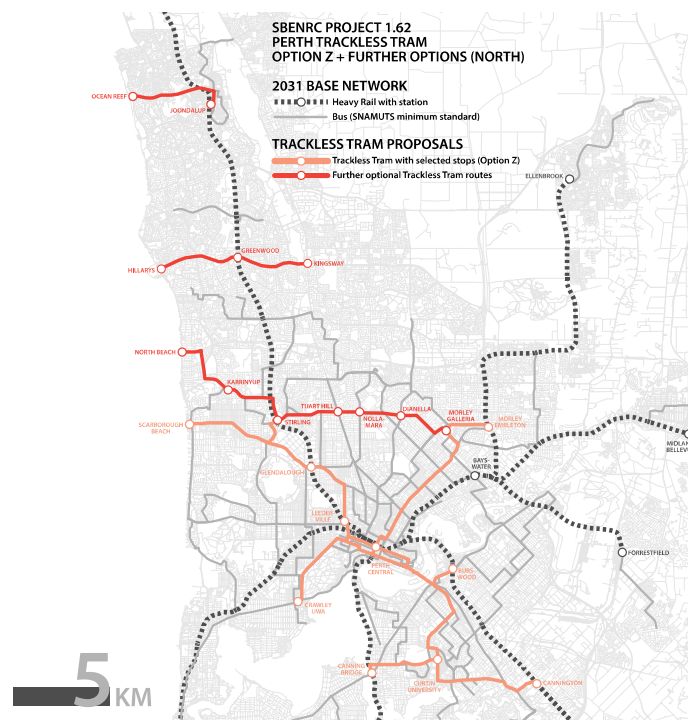 SBENRC PROJECT 1.62
PERTH TRACKLESS TRAM
OPTION Z + FURTHER OPTIONS (NORTH)
2031 BASE NETWORK
Heavy Rail with station
Bus (SNAMUTS minimum standard)
TRACKLESS TRAM PROPOSALS
Trackless Tram with selected stops (Option Z)
Further optional Trackless Tram routes
OCEAN REEF
JOONDALUP
ELLENBROOK
GREENWOOD
HILLARYS
KINGSWAY
NORTH BEACH
KARRINYUP
SCARBOROUGH
BEACH
STIRLING
TUART HILL
NOLLA-
MARA
DIANELLA
MORLEY
GALLERIA
MORLEY
EMBLETON
MIDLAN
BELLEVU
GLENDALOUGH
BAYS-
WATER
LEEDER-
VILLE
PERTH
CENTRAL
BURS-
WOOD
FORRESTFIELD
CRAWLEY
UWA
CANNING
BRIDGE
CURTIN
UNIVERSITY
CANNINGTON
5 KM